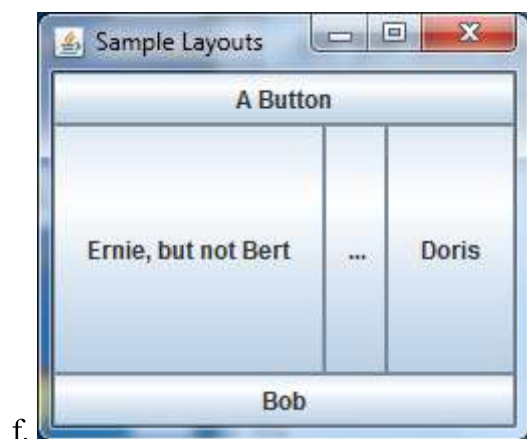 Sample Layouts
A Button
Ernie, but not Bert ... Doris
Bob
f.